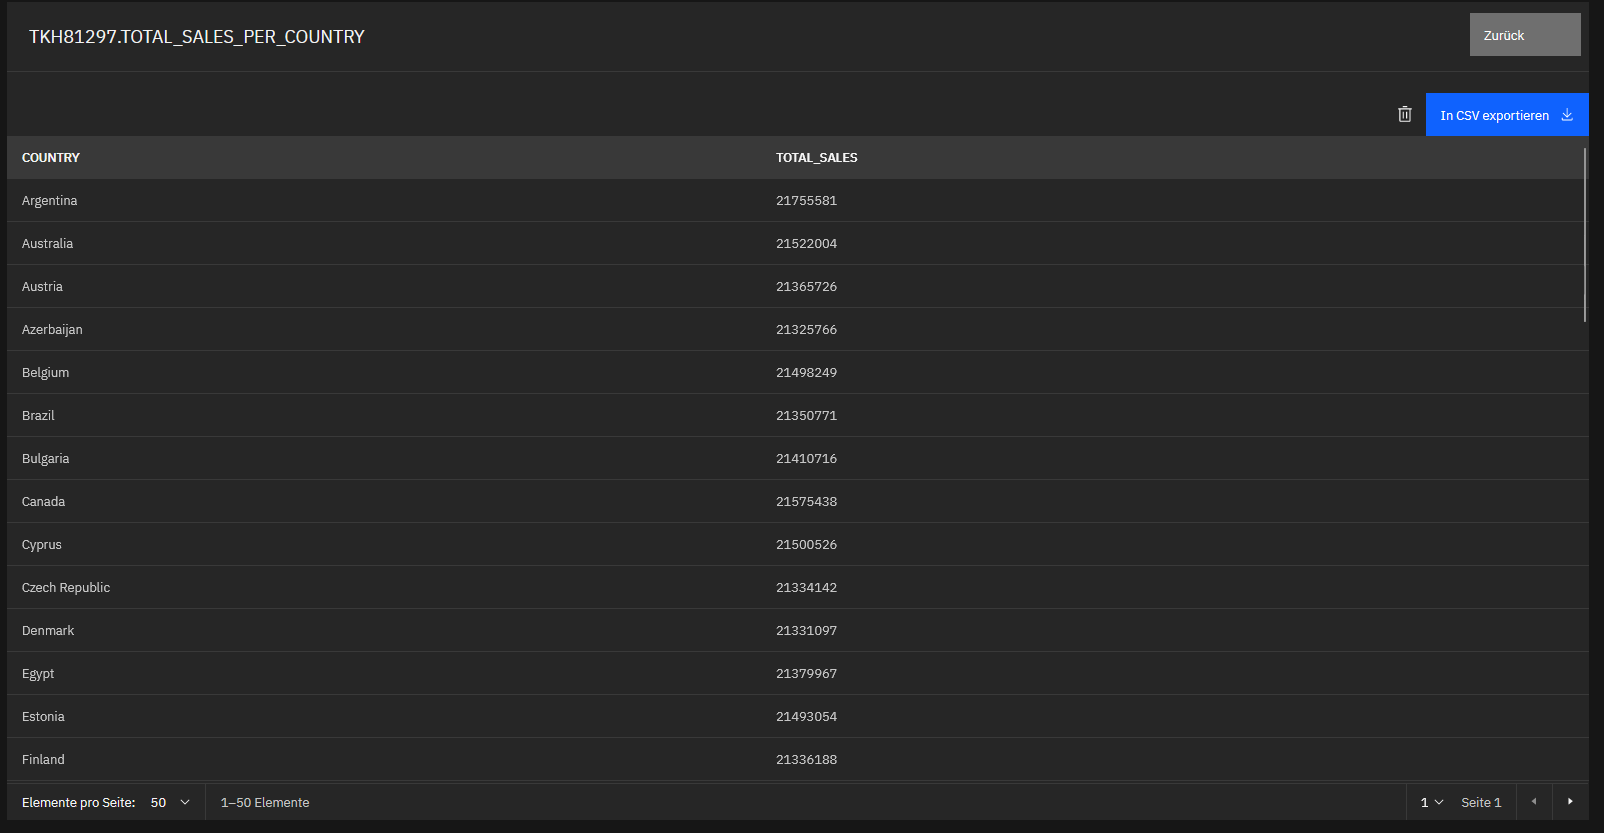 TKH81297.TOTAL_SALES_PER_COUNTRY
Zurück
In CSV exportieren
COUNTRY TOTAL_SALES
Argentina 21755581
Australia 21522004
Austria 21365726
Azerbaijan 21325766
Belgium 21498249
Brazil 21350771
Bulgaria 21410716
Canada 21575438
Cyprus 21500526
Czech Republic 21334142
Denmark 21331097
Egypt 21379967
Estonia 21493054
Finland 21336188
Elemente pro Seite: 50 1–50 Elemente 1 Seite 1